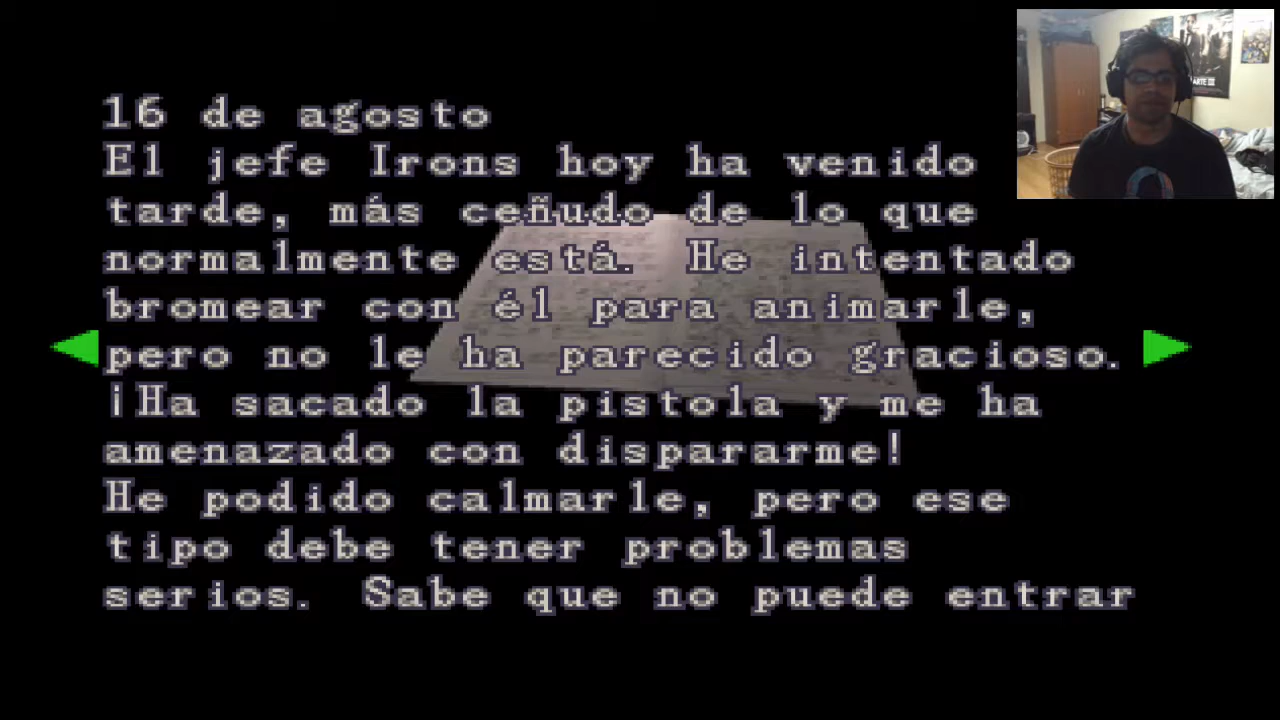 16 de agosto
El jefe Irons hoy ha venido
tarde, más ceñudo de lo que
normalmente está. He intentado
bromear con él para animarle,
pero no le ha parecido gracioso.
¡Ha sacado la pistola y me ha
amenazado con dispararme!
He podido calmarle, pero ese
tipo debe tener problemas
serios. Sabe que no puede entrar